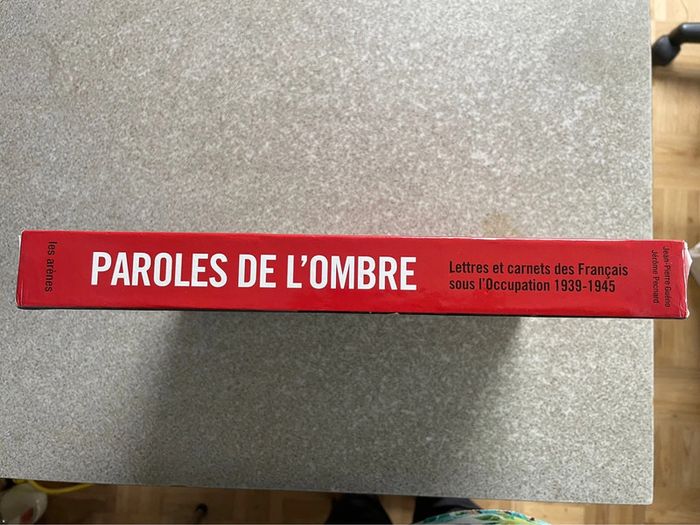 les arènes
PAROLES DE L'OMBRE
Lettres et carnets des Français
sous l'Occupation 1939-1945
Jean-Pierre Guéno
Jérôme Pecnard